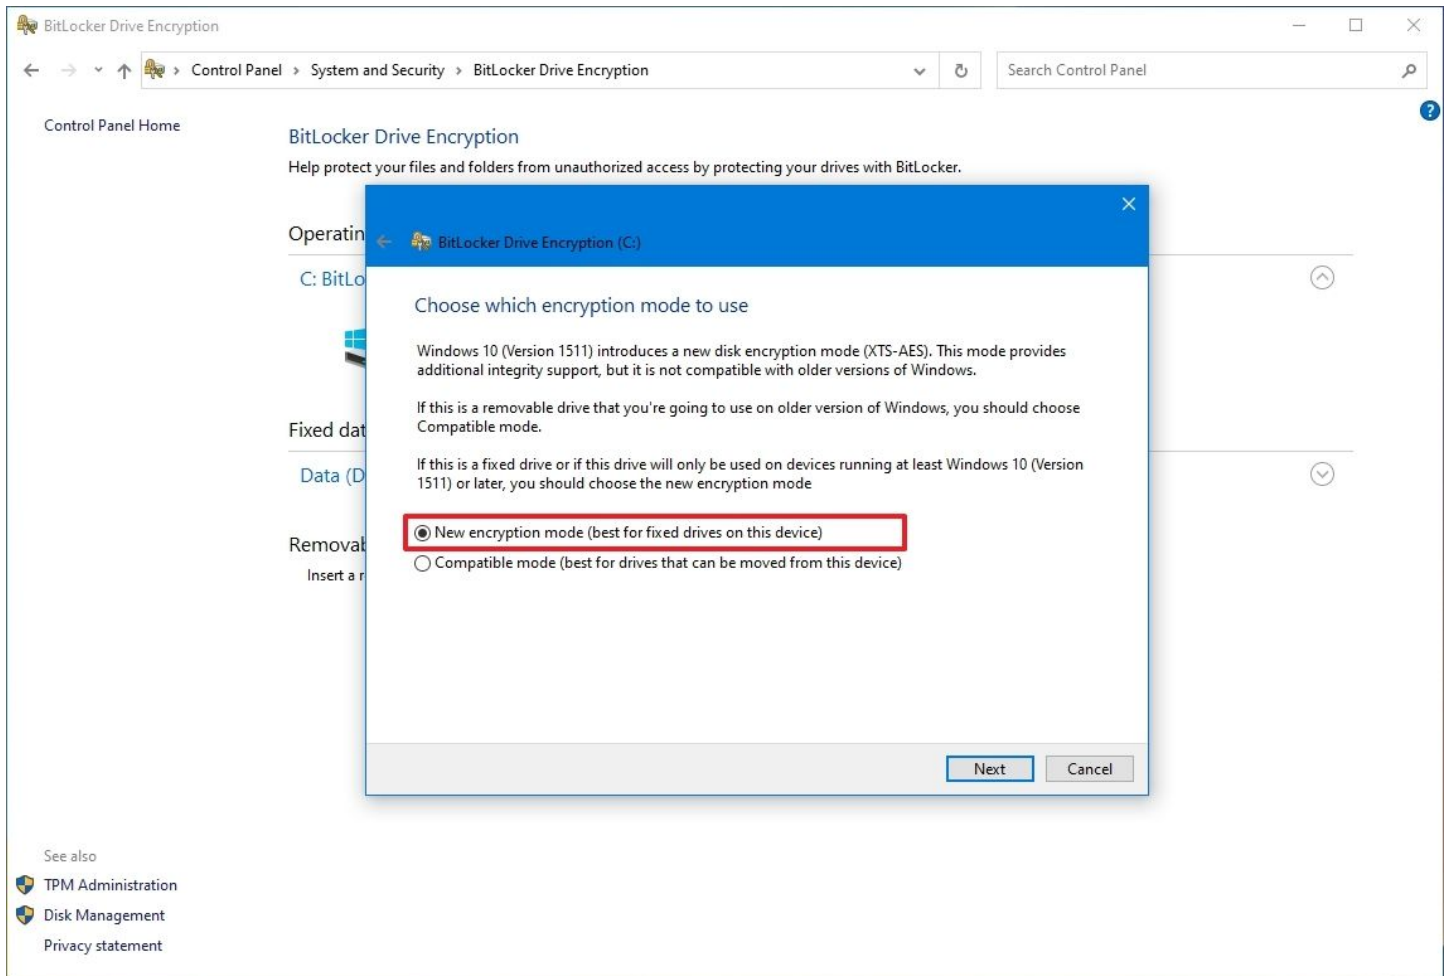 BitLocker Drive Encryption
Control Panel > System and Security > BitLocker Drive Encryption
Search Control Panel
?
Control Panel Home
BitLocker Drive Encryption
Help protect your files and folders from unauthorized access by protecting your drives with BitLocker.
Operatin
C: BitLo
Fixed dat
Data (D
Removal
Insert a r
BitLocker Drive Encryption (C:)
Choose which encryption mode to use
Windows 10 (Version 1511) introduces a new disk encryption mode (XTS-AES). This mode provides
additional integrity support, but it is not compatible with older versions of Windows.
If this is a removable drive that you're going to use on older version of Windows, you should choose
Compatible mode.
If this is a fixed drive or if this drive will only be used on devices running at least Windows 10 (Version
1511) or later, you should choose the new encryption mode
New encryption mode (best for fixed drives on this device)
Compatible mode (best for drives that can be moved from this device)
Next
Cancel
See also
TPM Administration
Disk Management
Privacy statement